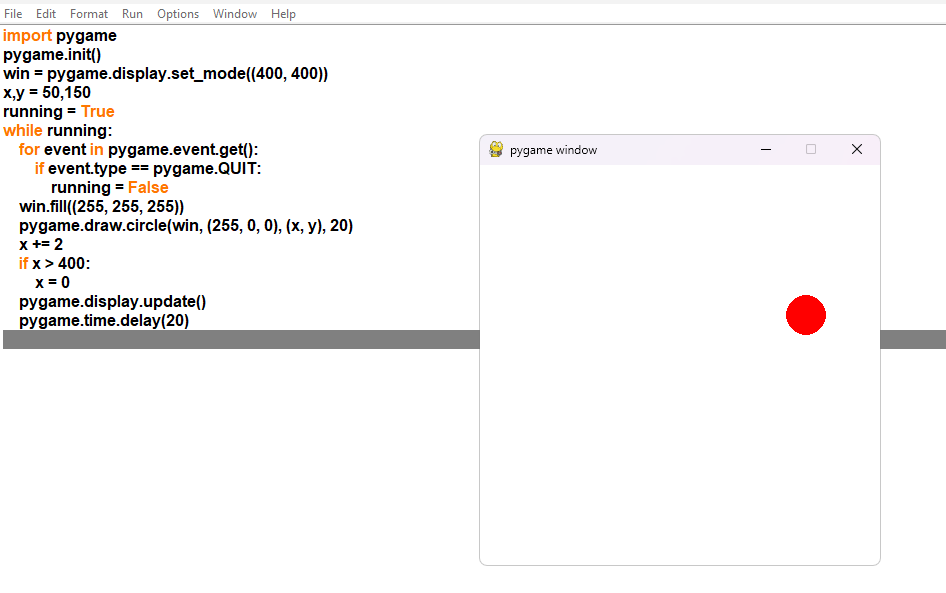 File Edit Format Run Options Window Help
import pygame
pygame.init()
win = pygame.display.set_mode((400, 400))
x,y = 50,150
running = True
while running:
    for event in pygame.event.get():
        if event.type == pygame.QUIT:
            running = False
    win.fill((255, 255, 255))
    pygame.draw.circle(win, (255, 0, 0), (x, y), 20)
    x += 2
    if x > 400:
        x = 0
    pygame.display.update()
    pygame.time.delay(20)
pygame window